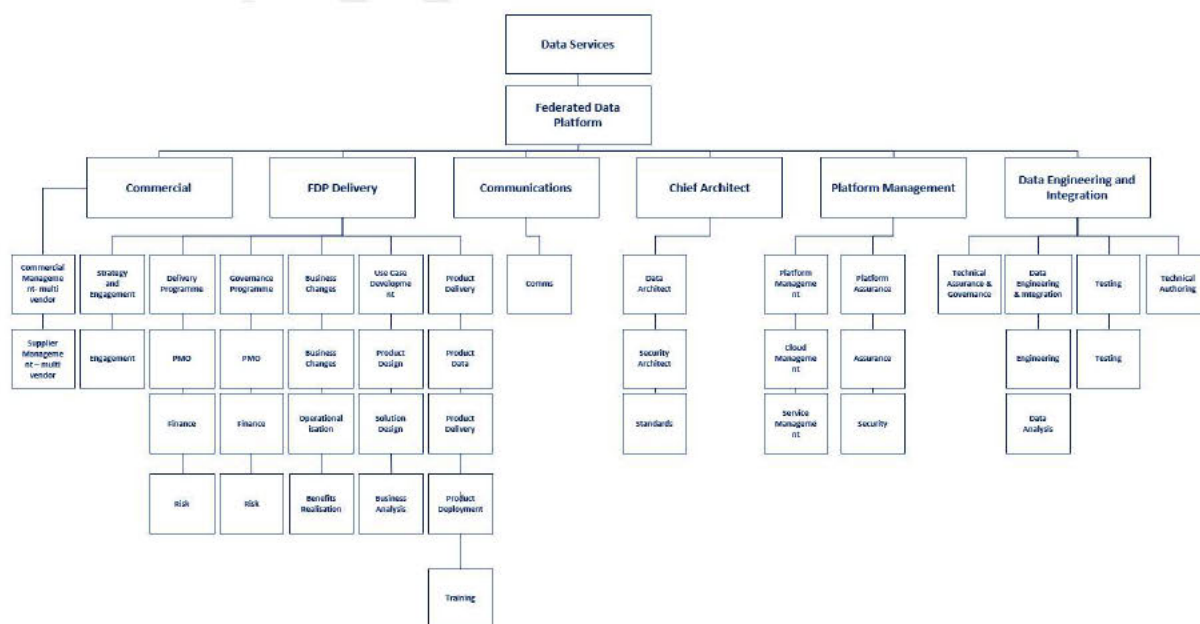 Data Services
Federated Data
Platform
Commercial
FDP Delivery
Communications
Chief Architect
Platform Management
Data Engineering and
Integration
Commercial
Manageme
nt- multi
vendor
Strategy
and
Engagement
Delivery
Programme
Governance
Programme
Business
Changes
Use Case
Developme
nt
Product
Delivery
Comms
Data
Architect
Platform
Manageme
nt
Platform
Assurance
Technical
Assurance &
Governance
Data
Engineering
& Integration
Testing
Technical
Authoring
Supplier
Manageme
nt – multi
vendor
Engagement
PMO
PMO
Business
Changes
Product
Design
Product
Data
Security
Architect
Cloud
Manageme
nt
Assurance
Engineering
Testing
Finance
Finance
Operational
isation
Solution
Design
Product
Delivery
Standards
Service
Manageme
nt
Security
Data
Analysis
Risk
Risk
Benefits
Realisation
Business
Analysis
Product
Deployment
Training